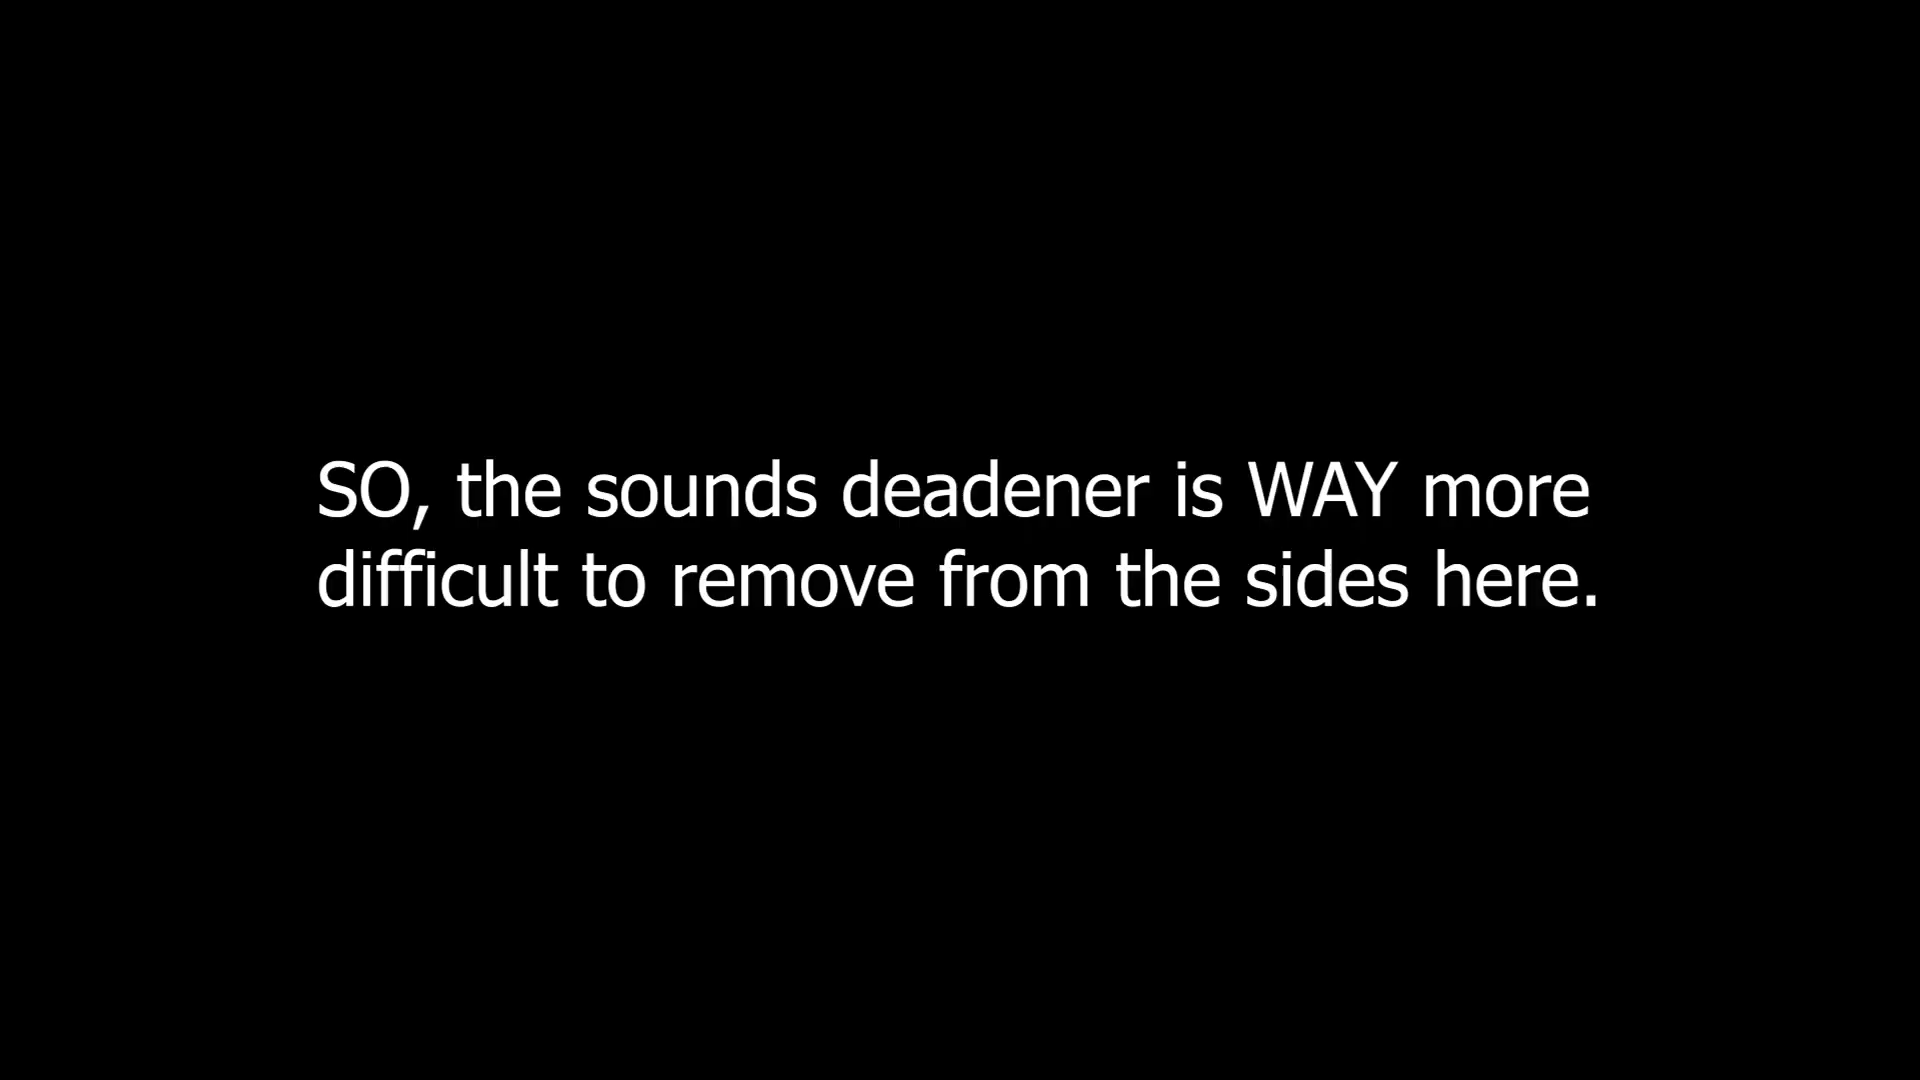 SO, the sounds deadener is WAY more
difficult to remove from the sides here.